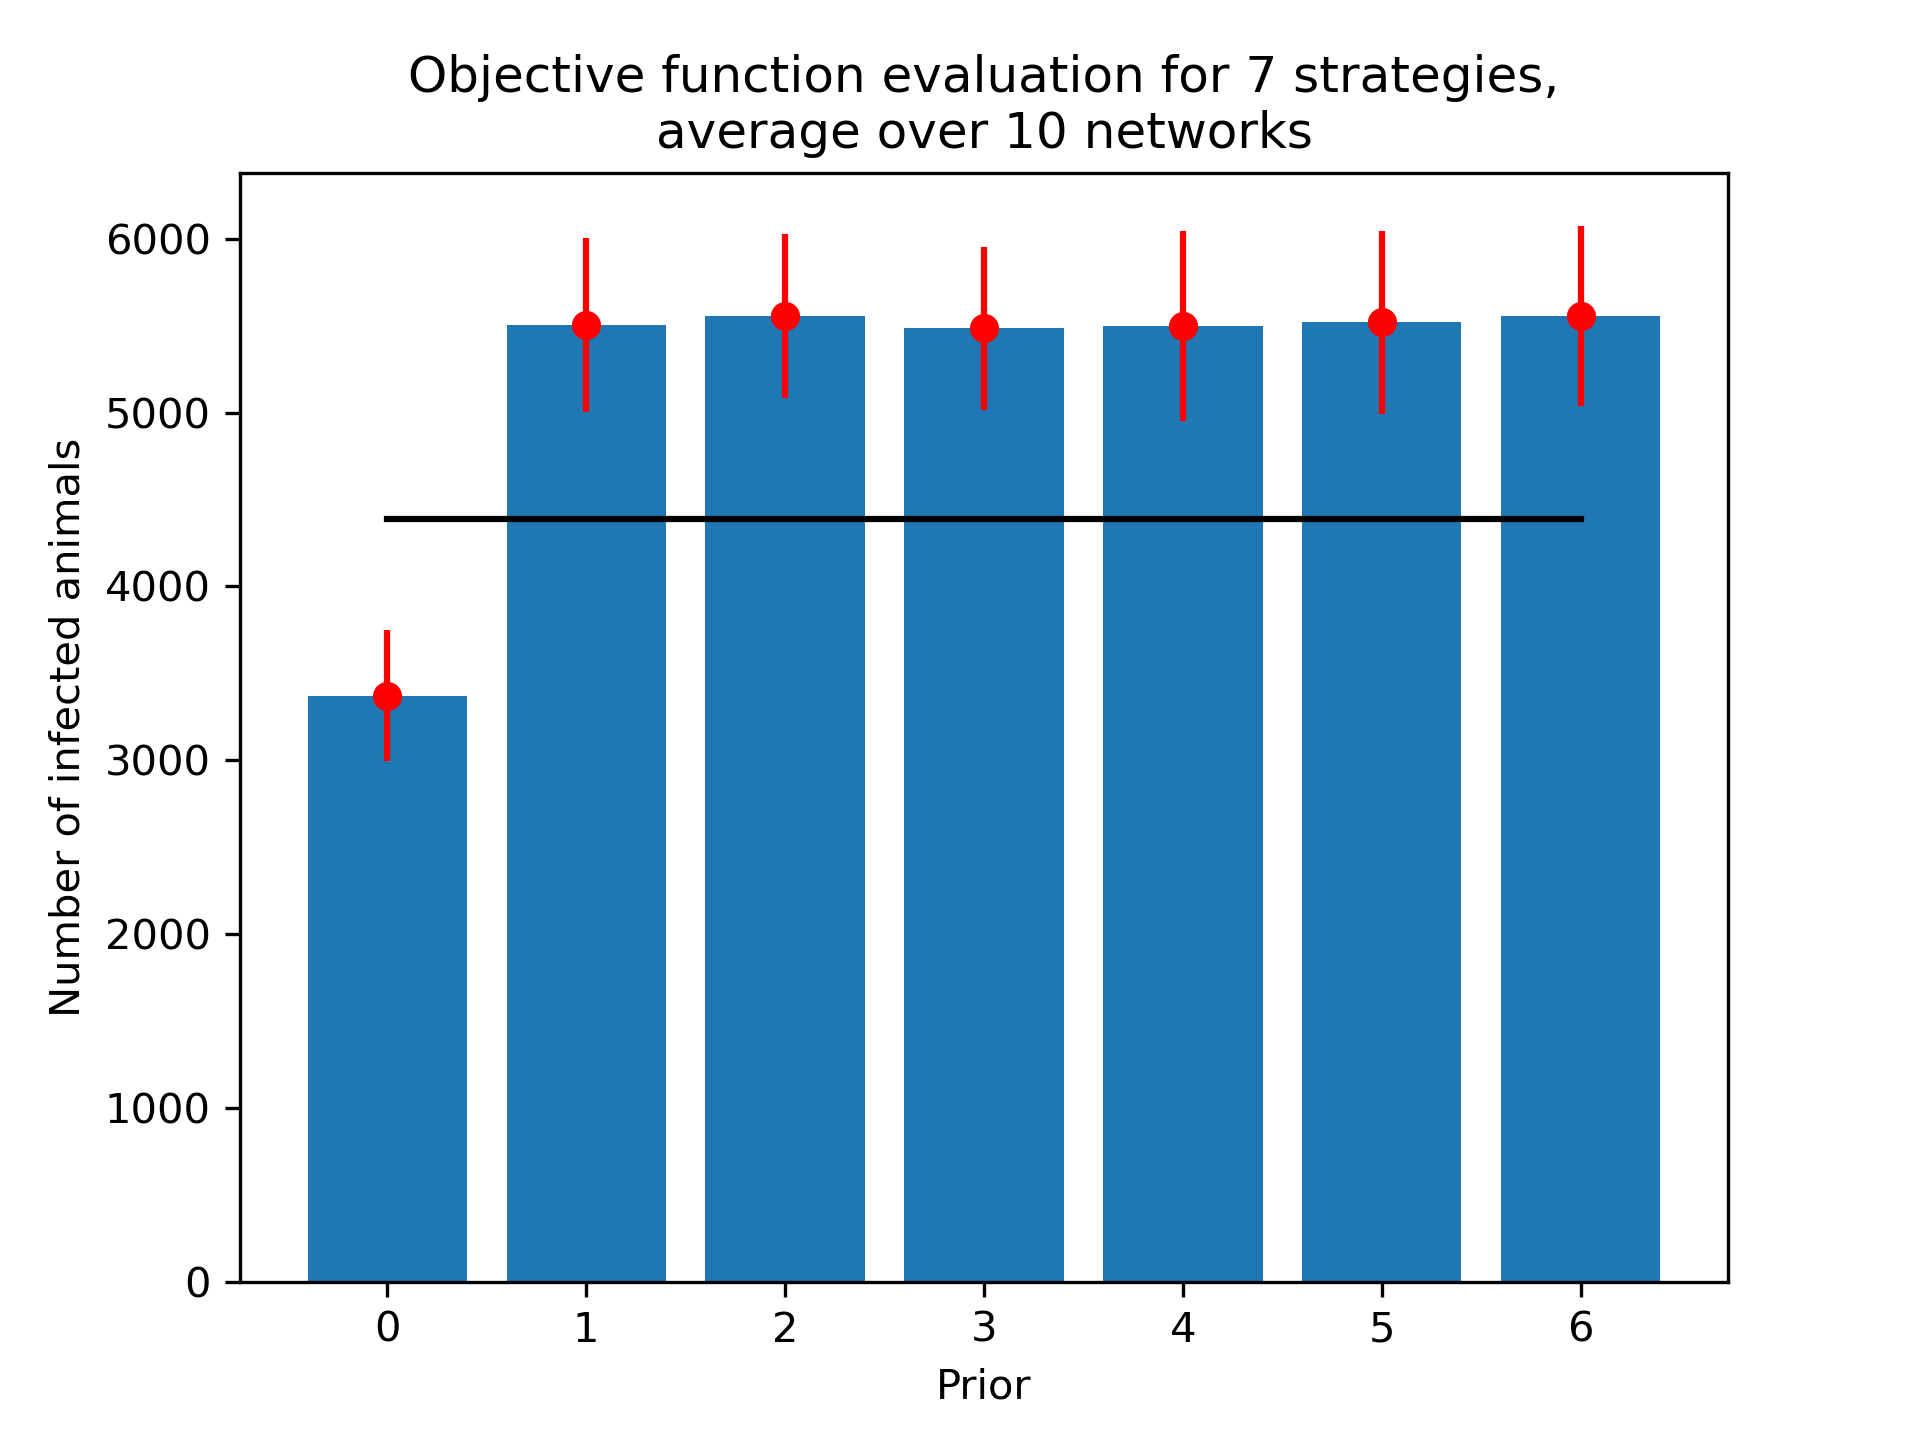 Objective function evaluation for 7 strategies,
average over 10 networks
Number of infected animals
6000
5000
4000
3000
2000
1000
0
0 1 2 3 4 5 6
Prior